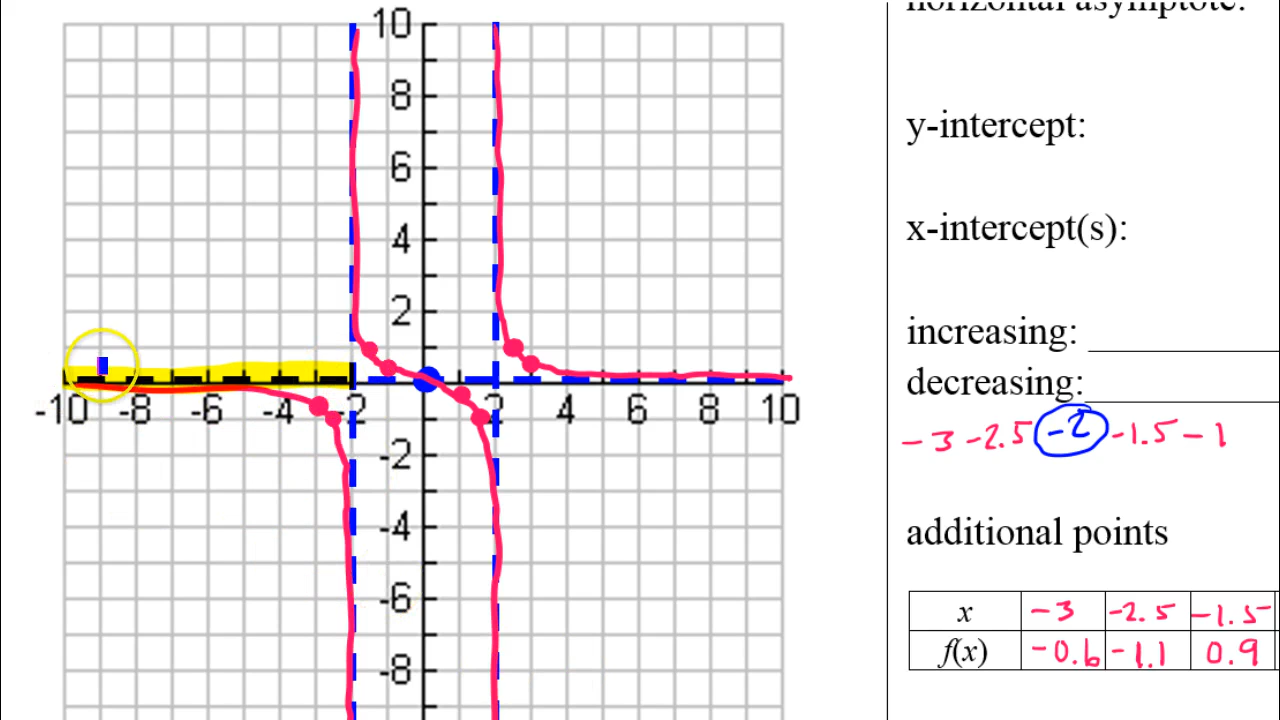 horizontal asymptote:
10
8
6
4
2
-10 -8 -6 -4 -2 2 4 6 8 10
-2
-4
-6
-8
y-intercept:
x-intercept(s):
increasing:
decreasing:
-3 -2.5 -2 -1.5 -1
additional points
x -3 -2.5 -1.5
f(x) -0.6 -1.1 0.9